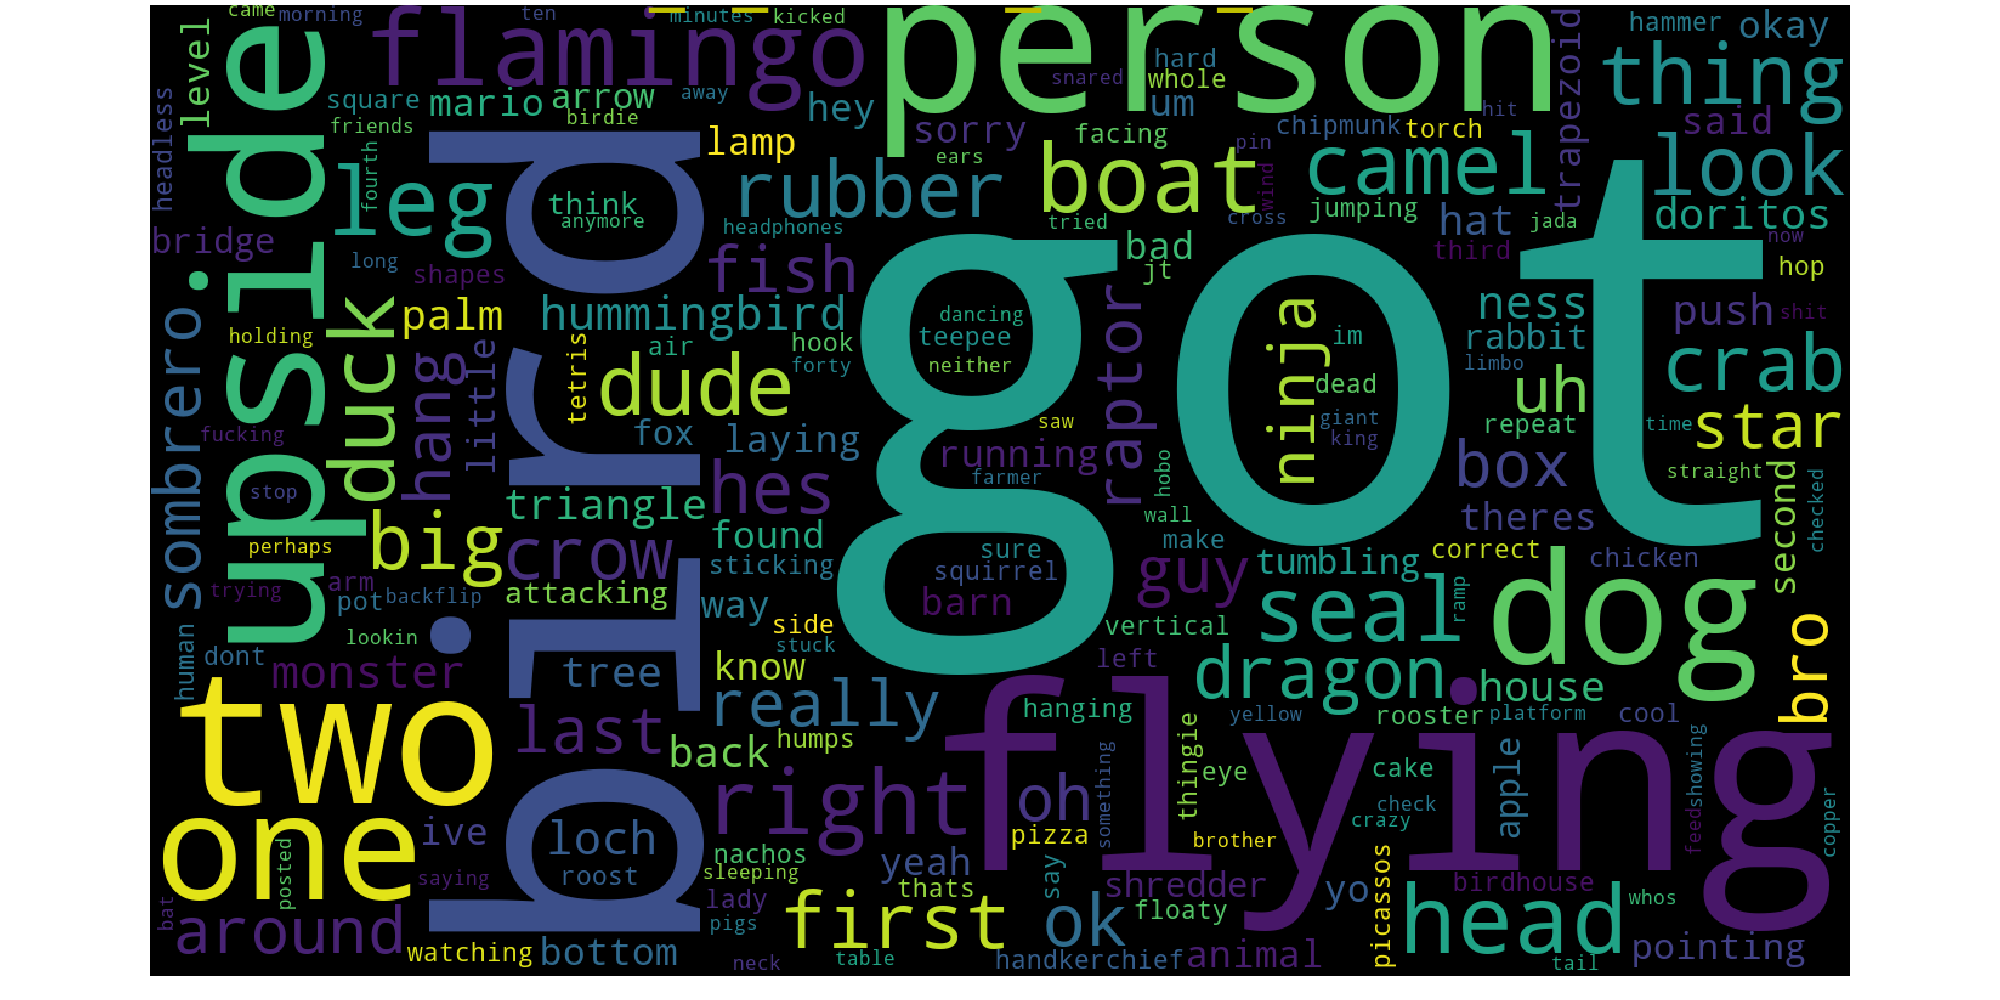 got
bird
flying
person
upside
two
one
dog
flamingo
thing
look
camel
boat
rubber
leg
duck
dude
fish
hummingbird
sombrero
hang
big
crow
triangle
hes
seal
dragon
guy
head
right
first
around
last
really
ok
oh
crab
star
uh
box
ninja
raptor
bro
came
morning
ten
minutes
kicked
hammer
okay
level
square
mario
arrow
away
hey
hard
snared
whole
um
trapezoid
hit
said
headless
friends
birdie
lamp
sorry
facing
chipmunk
torch
pin
ears
fourth
think
anymore
headphones
wind
tried
cross
jumping
hat
jada
doritos
bridge
long
shapes
bad
jt
third
now
hop
palm
holding
little
tetris
air
hook
forty
dancing
teepee
neither
im
dead
giant
king
ness
rabbit
limbo
push
shit
fucking
stop
perhaps
fox
laying
saw
running
farmer
hobo
wall
make
repeat
time
straight
theres
second
checked
trying
arm
pot
backflip
lookin
attacking
found
sticking
way
side
stuck
sure
squirrel
barn
vertical
tumbling
correct
chicken
ramp
human
dont
monster
tree
know
left
hanging
house
yellow
rooster
platform
cool
back
humps
thingie
eye
something
cake
check
crazy
apple
showing
feed
copper
ive
loch
roost
posted
saying
bat
nachos
sleeping
yeah
pizza
brother
lady
pigs
thats
say
shredder
floaty
yo
picassos
birdhouse
whos
watching
bottom
neck
table
handkerchief
animal
tail
pointing